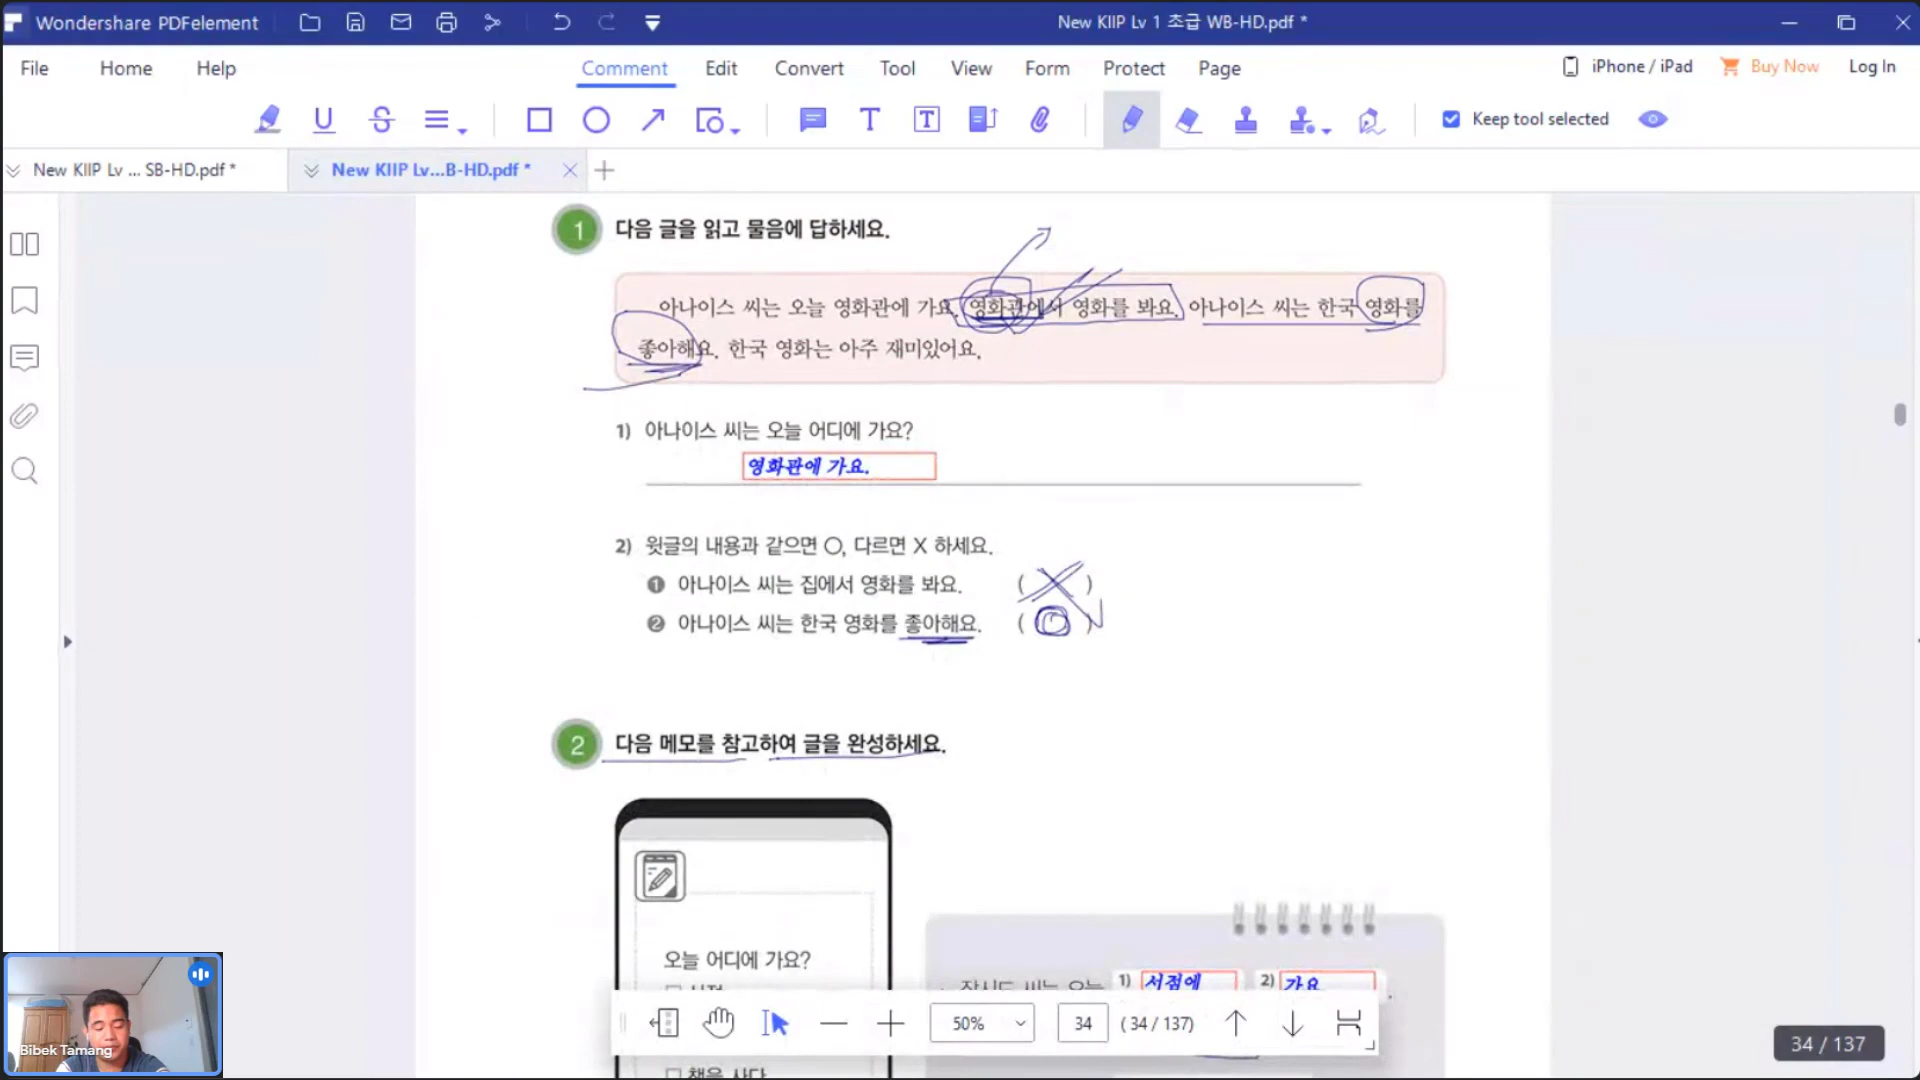 Wondershare PDFelement
New KIIP Lv 1 초급 WB-HD.pdf *
File Home Help Comment Edit Convert Tool View Form Protect Page iPhone / iPad Buy Now Log In
Keep tool selected
New KIIP Lv ... SB-HD.pdf *
New KIIP Lv...B-HD.pdf *
1 다음 글을 읽고 물음에 답하세요.
아나이스 씨는 오늘 영화관에 가요. 영화관에서 영화를 봐요. 아나이스 씨는 한국 영화를
좋아해요. 한국 영화는 아주 재미있어요.
1) 아나이스 씨는 오늘 어디에 가요?
영화관에 가요.
2) 윗글의 내용과 같으면 O, 다르면 X 하세요.
❶ 아나이스 씨는 집에서 영화를 봐요. ( X )
❷ 아나이스 씨는 한국 영화를 좋아해요. ( O )
2 다음 메모를 참고하여 글을 완성하세요.
오늘 어디에 가요?
씨는 오늘 1) 서점에 2) 가요 .
50% 34 ( 34 / 137)
34 / 137
Bibek Tamang